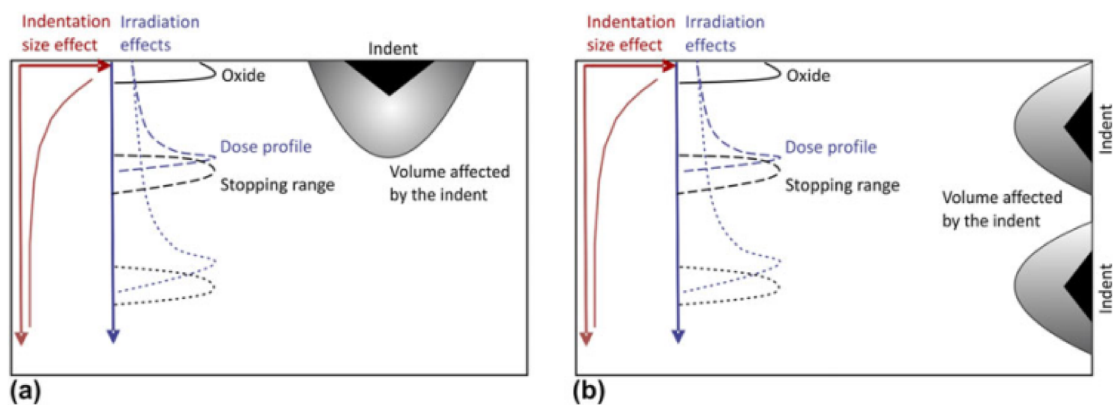 Indentation
size effect
Irradiation
effects
Indent
Oxide
Dose profile
Stopping range
Volume affected
by the indent
(a)
Indentation
size effect
Irradiation
effects
Oxide
Dose profile
Stopping range
Volume affected
by the indent
Indent
Indent
(b)